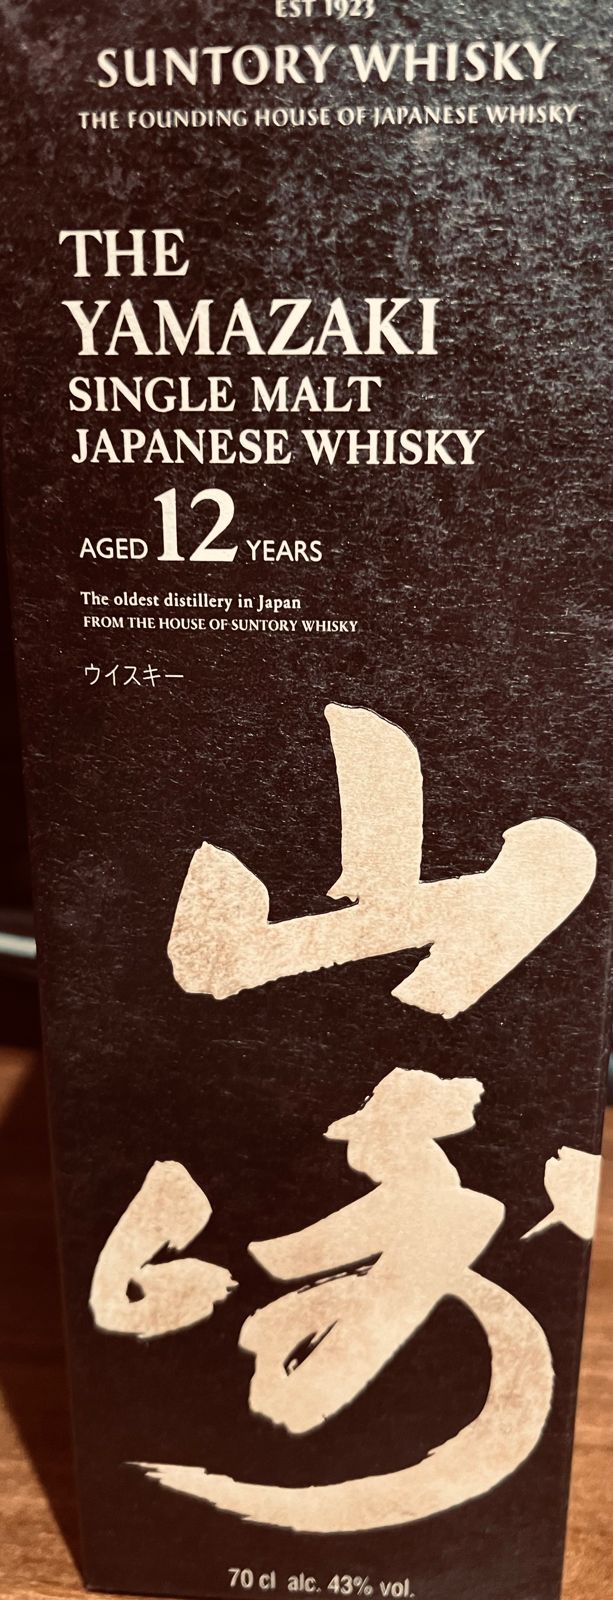 EST 1923
SUNTORY WHISKY
THE FOUNDING HOUSE OF JAPANESE WHISKY
THE
YAMAZAKI
SINGLE MALT
JAPANESE WHISKY
AGED 12 YEARS
The oldest distillery in Japan
FROM THE HOUSE OF SUNTORY WHISKY
ウイスキー
山
崎
70 cl alc. 43% vol.